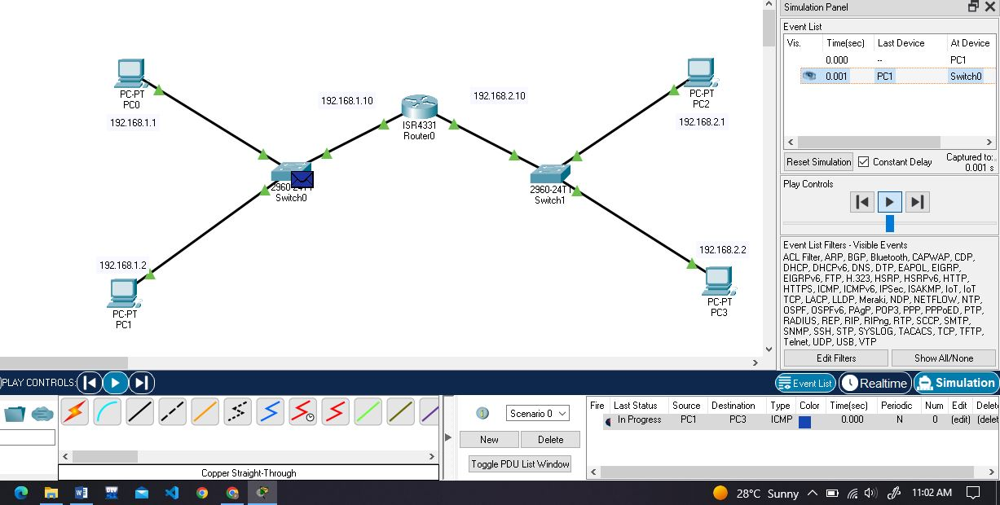 PC-PT
PC0
192.168.1.1
192.168.1.10
ISR4331
Router0
192.168.2.10
PC-PT
PC2
192.168.2.1
2960-24TT
Switch0
2960-24TT
Switch1
192.168.1.2
PC-PT
PC1
192.168.2.2
PC-PT
PC3
Simulation Panel
Event List
Vis. Time(sec) Last Device At Device
0.000 -- PC1
0.001 PC1 Switch0
Reset Simulation Constant Delay Captured to:
0.001 s
Play Controls
Event List Filters - Visible Events
ACL Filter, ARP, BGP, Bluetooth, CAPWAP, CDP,
DHCP, DHCPv6, DNS, DTP, EAPOL, EIGRP,
EIGRPv6, FTP, H.323, HSRP, HSRPv6, HTTP,
HTTPS, ICMP, ICMPv6, IPSec, ISAKMP, IoT, IoT
TCP, LACP, LLDP, Meraki, NDP, NETFLOW, NTP,
OSPF, OSPFv6, PAgP, POP3, PPP, PPPoED, PTP,
RADIUS, REP, RIP, RIPng, RTP, SCCP, SMTP,
SNMP, SSH, STP, SYSLOG, TACACS, TCP, TFTP,
Telnet, UDP, USB, VTP
Edit Filters Show All/None
PLAY CONTROLS:
Event List Realtime Simulation
Copper Straight-Through
Scenario 0
New Delete
Toggle PDU List Window
Fire Last Status Source Destination Type Color Time(sec) Periodic Num Edit Delete
In Progress PC1 PC3 ICMP 0.000 N 0 (edit) (delet
28°C Sunny 11:02 AM